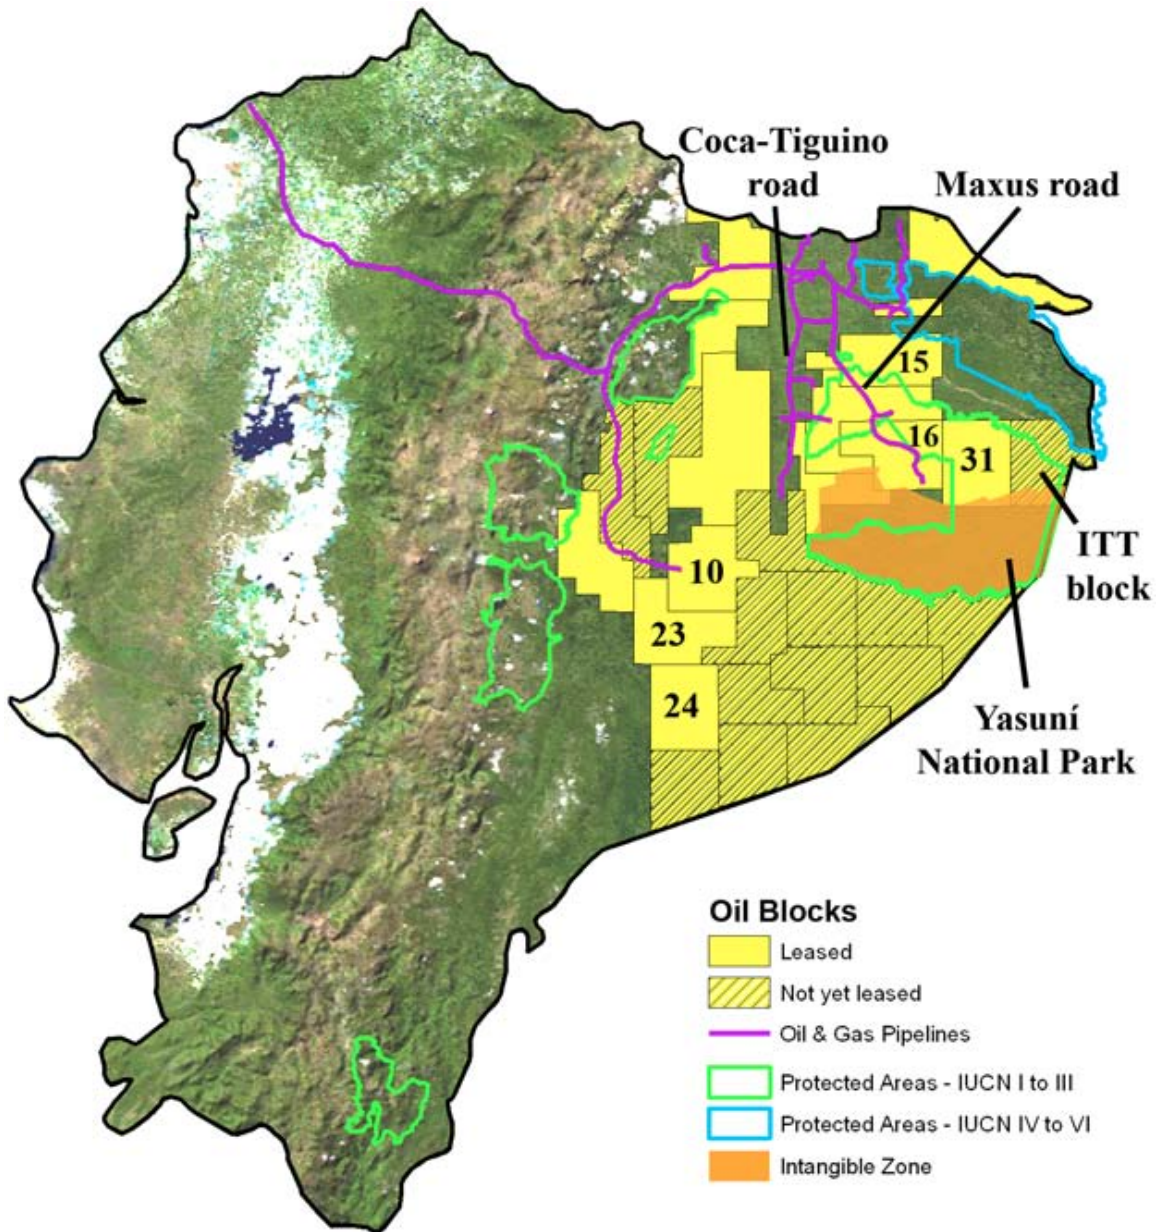 Coca-Tiguino
road
Maxus road
15
16
31
ITT
block
10
23
24
Yasuní
National Park
Oil Blocks
Leased
Not yet leased
Oil & Gas Pipelines
Protected Areas - IUCN I to III
Protected Areas - IUCN IV to VI
Intangible Zone